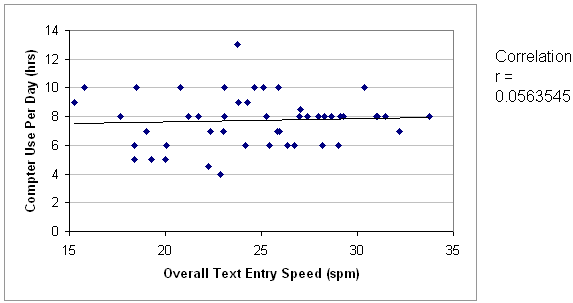 14
12
10
8
6
4
2
0
Compter Use Per Day (hrs)
15 20 25 30 35
Overall Text Entry Speed (spm)
Correlation
r =
0.0563545